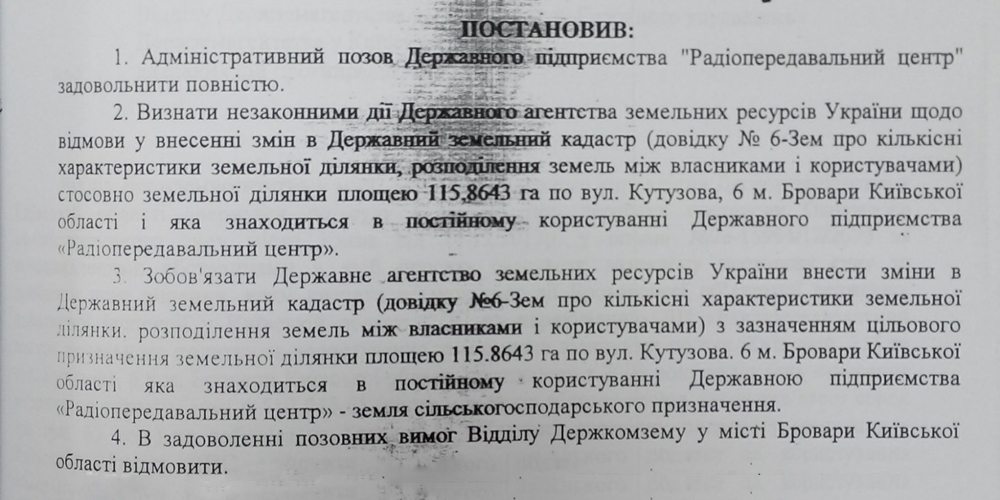 ПОСТАНОВИВ:
1. Адміністративний позов Державного підприємства "Радіопередавальний центр"
задовольнити повністю.
2. Визнати незаконними дії Державного агентства земельних ресурсів України щодо
відмови у внесенні змін в Державний земельний кадастр (довідку № 6-Зем про кількісні
характеристики земельної ділянки, розподілення земель між власниками і користувачами)
стосовно земельної ділянки площею 115,8643 га по вул. Кутузова, 6 м. Бровари Київської
області і яка знаходиться в постійному користуванні Державного підприємства
«Радіопередавальний центр».
3. Зобов'язати Державне агентство земельних ресурсів України внести зміни в
Державний земельний кадастр (довідку №6-Зем про кількісні характеристики земельної
ділянки. розподілення земель між власниками і користувачами) з зазначенням цільового
призначення земельної ділянки площею 115.8643 га по вул. Кутузова. 6 м. Бровари Київської
області яка знаходиться в постійному користуванні Державною підприємства
«Радіопередавальний центр» - земля сільськогосподарського призначення.
4. В задоволенні позовних вимог Відділу Держкомзему у місті Бровари Київської
області відмовити.